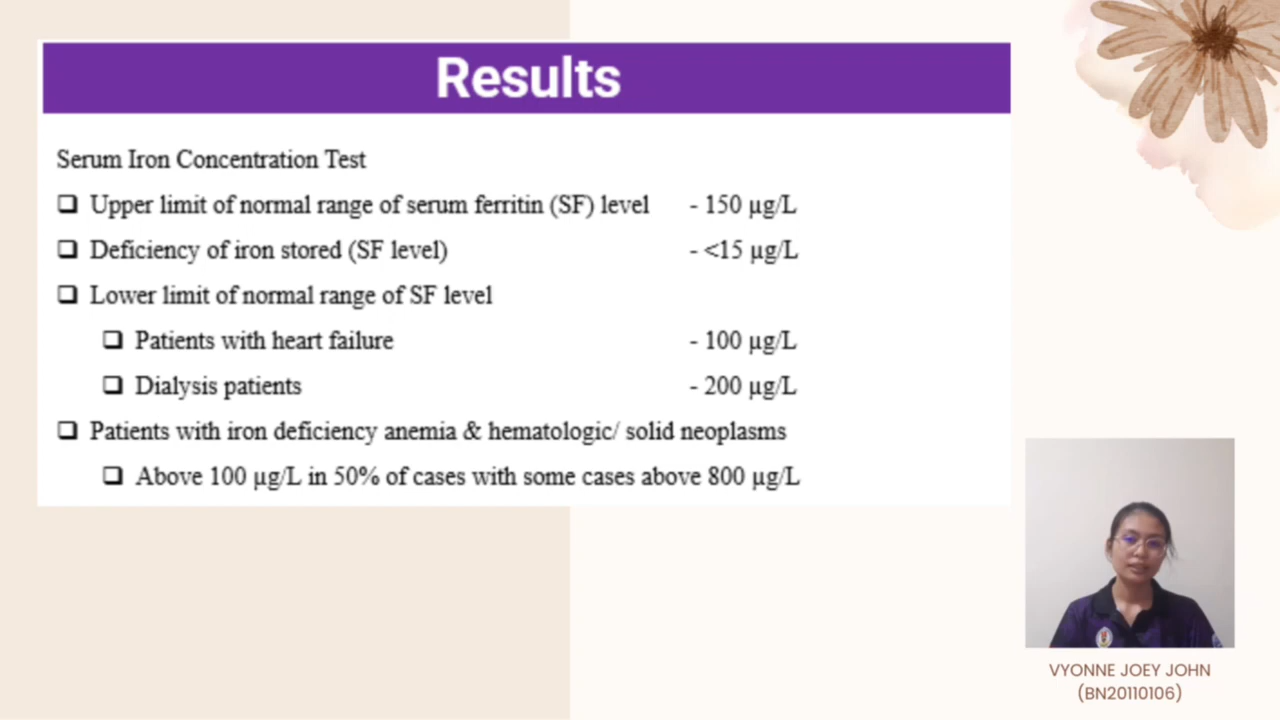 Results
Serum Iron Concentration Test
❑ Upper limit of normal range of serum ferritin (SF) level - 150 µg/L
❑ Deficiency of iron stored (SF level) - <15 µg/L
❑ Lower limit of normal range of SF level
❑ Patients with heart failure - 100 µg/L
❑ Dialysis patients - 200 µg/L
❑ Patients with iron deficiency anemia & hematologic/ solid neoplasms
❑ Above 100 µg/L in 50% of cases with some cases above 800 µg/L
VYONNE JOEY JOHN
(BN20110106)